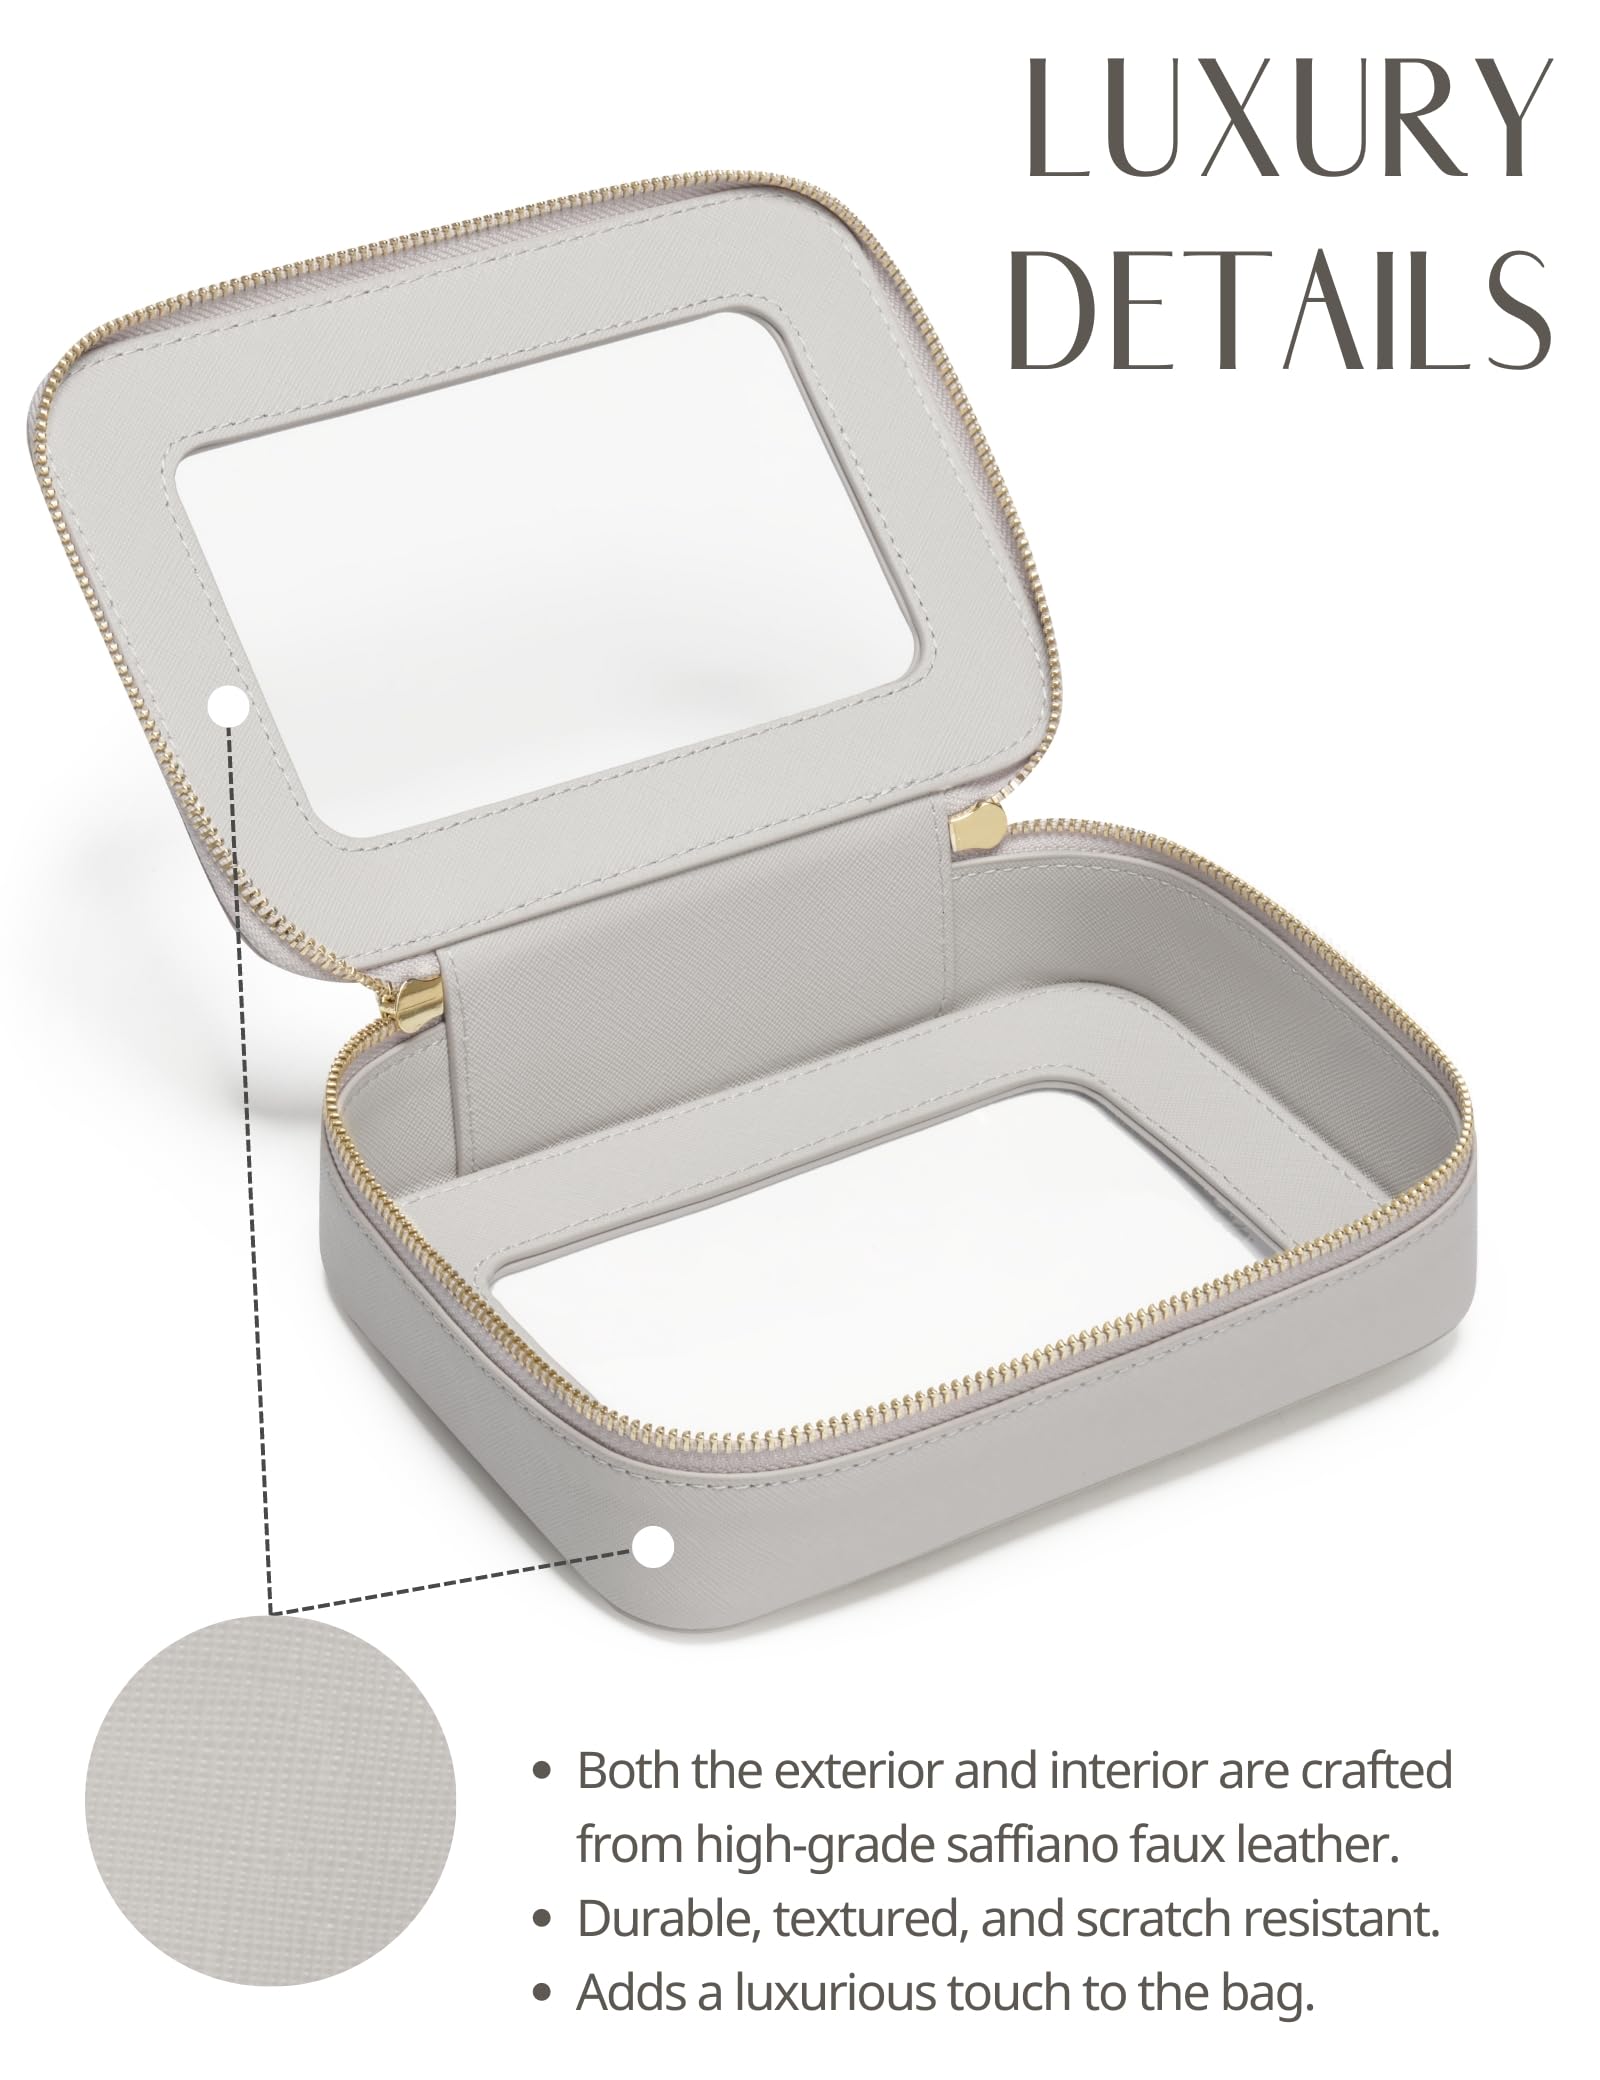 LUXURY
DETAILS
• Both the exterior and interior are crafted
from high-grade saffiano faux leather.
• Durable, textured, and scratch resistant.
• Adds a luxurious touch to the bag.